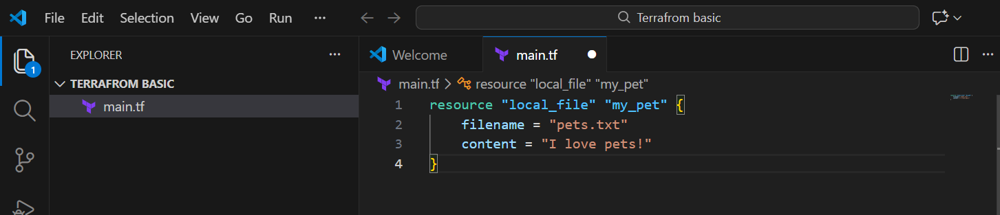 File Edit Selection View Go Run ... Terrafrom basic
EXPLORER ...
Welcome main.tf ...
1
TERRAFROM BASIC
main.tf > resource "local_file" "my_pet"
main.tf
1 resource "local_file" "my_pet" {
2 filename = "pets.txt"
3 content = "I love pets!"
4 }